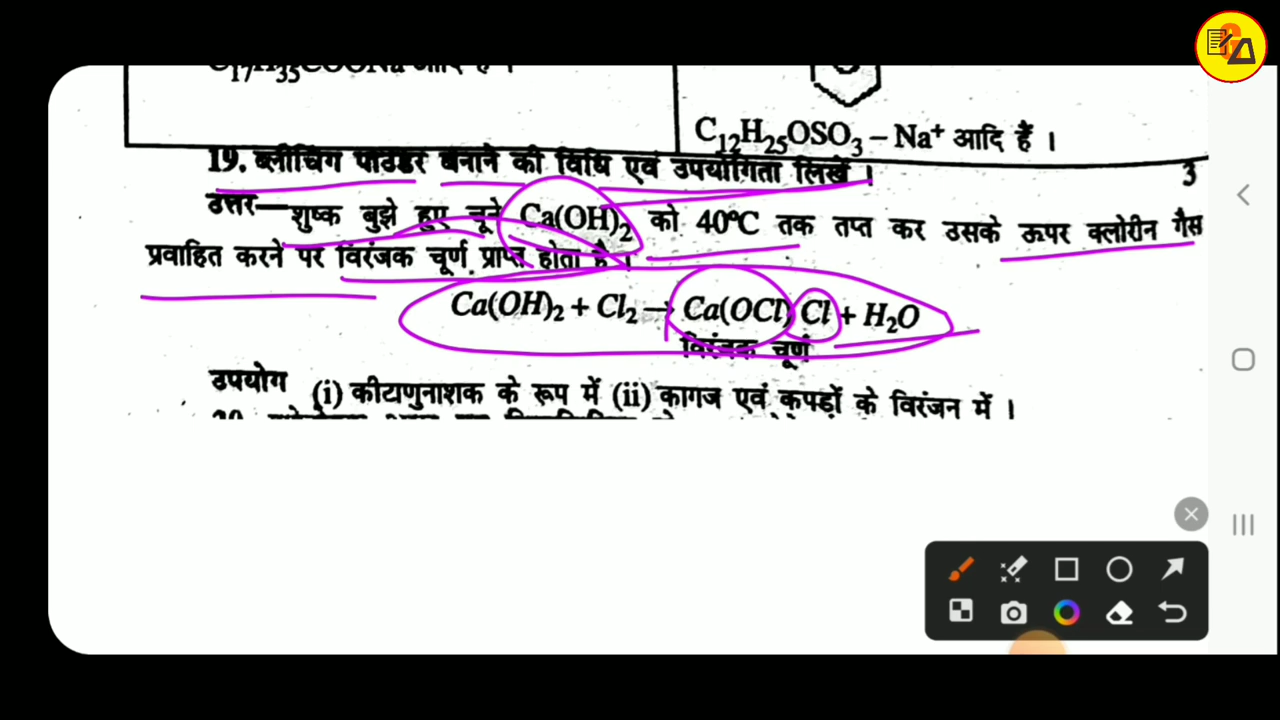 C₁₇H₃₅COONa आदि हैं ।
C₁₂H₂₅OSO₃ – Na⁺ आदि हैं ।
19. ब्लीचिंग पाउडर बनाने की विधि एवं उपयोगिता लिखें । 3
उत्तर—शुष्क बुझे हुए चूने Ca(OH)₂ को 40°C तक तप्त कर उसके ऊपर क्लोरीन गैस
प्रवाहित करने पर विरंजक चूर्ण प्राप्त होता है ।
Ca(OH)₂ + Cl₂ → Ca(OCl) Cl + H₂O
विरंजक चूर्ण
उपयोग (i) कीटाणुनाशक के रूप में (ii) कागज एवं कपड़ों के विरंजन में ।